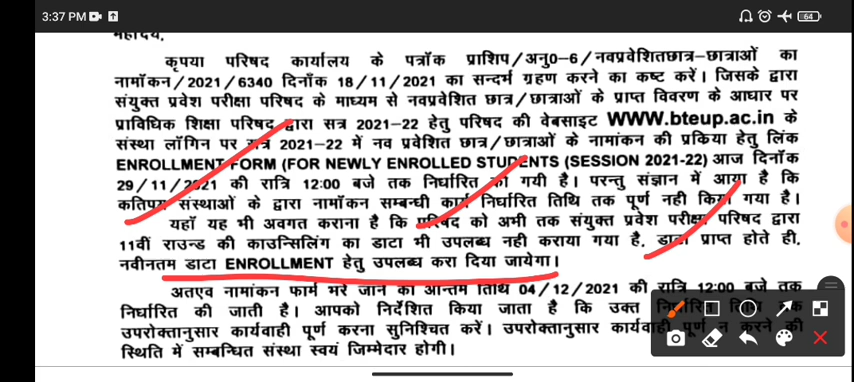 3:37 PM
64
महोदय,
कृपया परिषद कार्यालय के पत्रॉक प्राशिप/अनु0-6/नवप्रवेशितछात्र-छात्राओं का
नामॉकन/2021/6340 दिनॉक 18/11/2021 का सन्दर्भ ग्रहण करने का कष्ट करें। जिसके द्वारा
संयुक्त प्रवेश परीक्षा परिषद के माध्यम से नवप्रवेशित छात्र/छात्राओं के प्राप्त विवरण के आधार पर
प्राविधिक शिक्षा परिषद द्वारा सत्र 2021-22 हेतु परिषद की वेबसाइट WWW.bteup.ac.in के
संस्था लॉगिन पर सत्र 2021-22 में नव प्रवेशित छात्र/छात्राओं के नामांकन की प्रकिया हेतु लिंक
ENROLLMENT FORM (FOR NEWLY ENROLLED STUDENTS (SESSION 2021-22) आज दिनॉक
29/11/2021 की रात्रि 12:00 बजे तक निर्धारित की गयी है। परन्तु संज्ञान में आया है कि
कतिपय संस्थाओं के द्वारा नामॉकन सम्बन्धी कार्य निर्धारित तिथि तक पूर्ण नही किया गया है।
यहॉ यह भी अवगत कराना है कि परिषद को अभी तक संयुक्त प्रवेश परीक्षा परिषद द्वारा
11वीं राउन्ड की काउन्सिलिंग का डाटा भी उपलब्ध नही कराया गया है, डाटा प्राप्त होते ही,
नवीनतम डाटा ENROLLMENT हेतु उपलब्ध करा दिया जायेगा।
अतएव नामांकन फार्म भरे जाने की अन्तिम तिथि 04/12/2021 की रात्रि 12:00 बजे तक
निर्धारित की जाती है। आपको निर्देशित किया जाता है कि उक्त निर्धारित तिथि तक
उपरोक्तानुसार कार्यवाही पूर्ण करना सुनिश्चित करें। उपरोक्तानुसार कार्यवाही पूर्ण न करने की
स्थिति में सम्बन्धित संस्था स्वयं जिम्मेदार होगी।